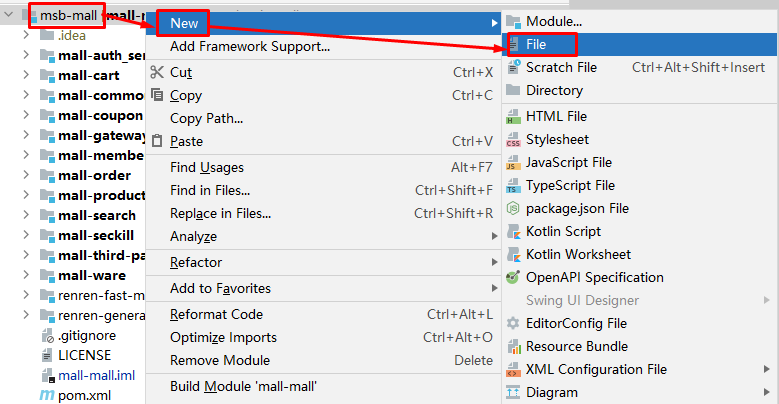 msb-mall [mall-m
.idea
mall-auth_se
mall-cart
mall-commo
mall-coupon
mall-gateway
mall-membe
mall-order
mall-product
mall-search
mall-seckill
mall-third-pa
mall-ware
renren-fast-m
renren-genera
.gitignore
LICENSE
mall-mall.iml
pom.xml
New
Add Framework Support...
Cut Ctrl+X
Copy Ctrl+C
Copy Path...
Paste Ctrl+V
Find Usages Alt+F7
Find in Files... Ctrl+Shift+F
Replace in Files... Ctrl+Shift+R
Analyze
Refactor
Add to Favorites
Reformat Code Ctrl+Alt+L
Optimize Imports Ctrl+Alt+O
Remove Module Delete
Build Module 'mall-mall'
Module...
File
Scratch File Ctrl+Alt+Shift+Insert
Directory
HTML File
Stylesheet
JavaScript File
TypeScript File
package.json File
Kotlin Script
Kotlin Worksheet
OpenAPI Specification
Swing UI Designer
EditorConfig File
Resource Bundle
XML Configuration File
Diagram